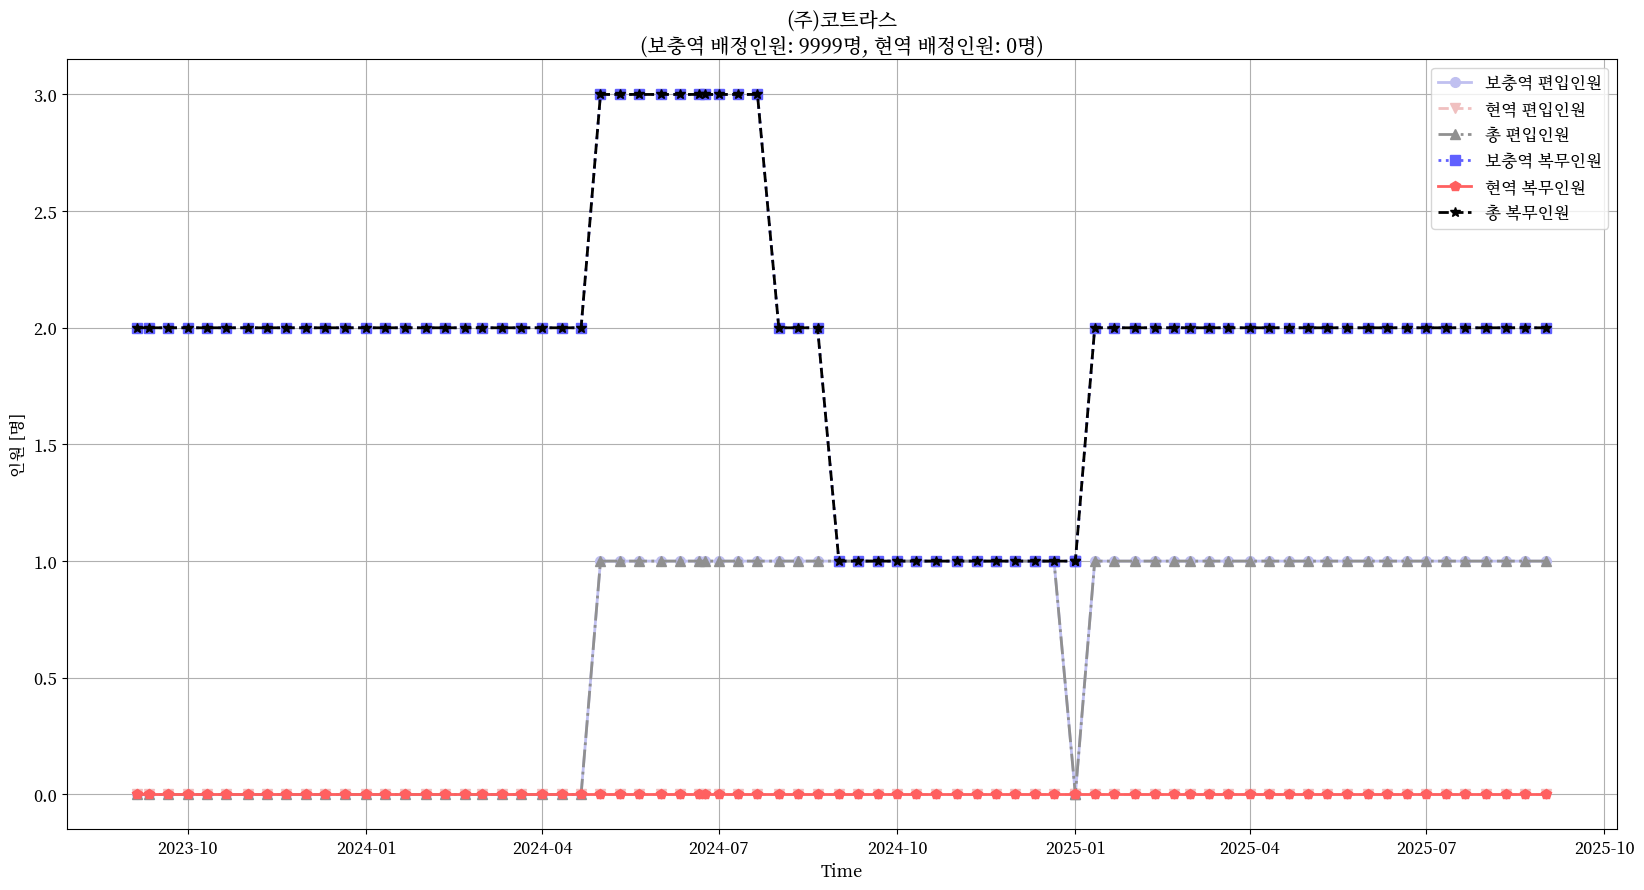 (주)코트라스
(보충역 배정인원: 9999명, 현역 배정인원: 0명)
보충역 편입인원
현역 편입인원
총 편입인원
보충역 복무인원
현역 복무인원
총 복무인원
인원 [명]
3.0
2.5
2.0
1.5
1.0
0.5
0.0
2023-10
2024-01
2024-04
2024-07
2024-10
2025-01
2025-04
2025-07
2025-10
Time